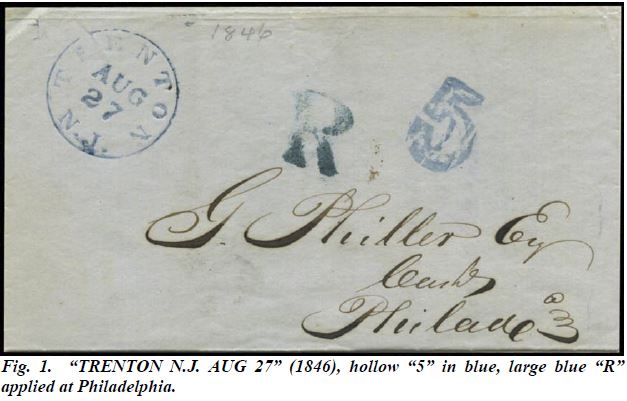 1846
TRENTON N.J.
AUG
27
R
5
G. Philler Esq
Cashr
Philada
Fig. 1. “TRENTON N.J. AUG 27” (1846), hollow “5” in blue, large blue “R”
applied at Philadelphia.